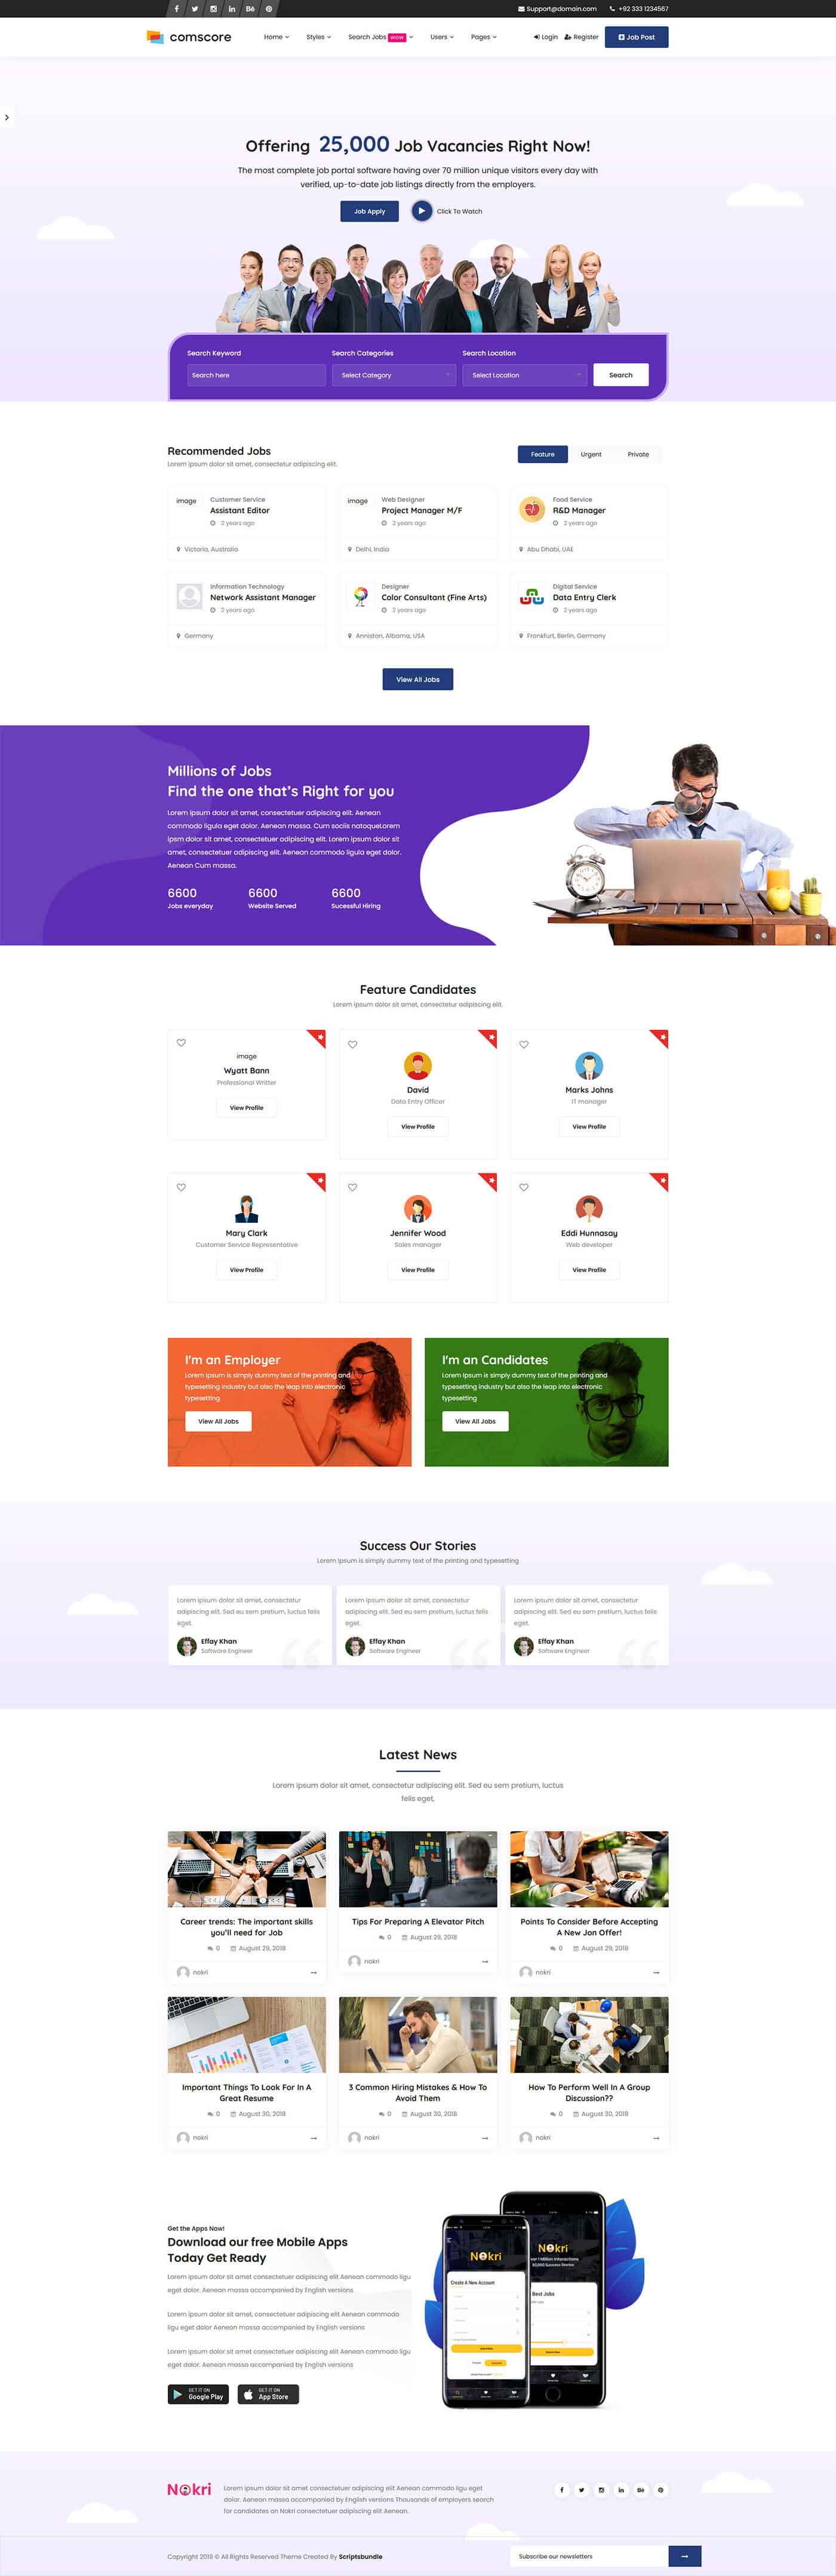 Support@domain.com +92 333 1234567
comscore Home Styles Search Jobs WOW Users Pages Login Register Job Post
Offering 25,000 Job Vacancies Right Now!
The most complete job portal software having over 70 million unique visitors every day with
verified, up-to-date job listings directly from the employers.
Job Apply Click To Watch
Search Keyword Search Categories Search Location
Search here Select Category Select Location Search
Recommended Jobs
Lorem ipsum dolor sit amet, consectetur adipiscing elit.
Feature Urgent Private
image
Customer Service
Assistant Editor
2 years ago
Victoria, Australia
image
Web Designer
Project Manager M/F
2 years ago
Delhi, India
Food Service
R&D Manager
2 years ago
Abu Dhabi, UAE
Information Technology
Network Assistant Manager
2 years ago
Germany
Designer
Color Consultant (Fine Arts)
2 years ago
Anniston, Albama, USA
Digital Service
Data Entry Clerk
2 years ago
Frankfurt, Berlin, Germany
View All Jobs
Millions of Jobs
Find the one that's Right for you
Lorem ipsum dolor sit amet, consectetuer adipiscing elit. Aenean
commodo ligula eget dolor. Aenean massa. Cum sociis natoqueLorem
ipsm dolor sit amet, consectetuer adipiscing elit. Lorem ipsum dolor sit
amet, consectetuer adipiscing elit. Aenean commodo ligula eget dolor.
Aenean Cum massa.
6600 6600 6600
Jobs everyday Website Served Sucessful Hiring
Feature Candidates
Lorem ipsum dolor sit amet, consectetur adipiscing elit.
image
Wyatt Bann
Professional Writter
View Profile
David
Data Entry Officer
View Profile
Marks Johns
IT manager
View Profile
Mary Clark
Customer Service Representative
View Profile
Jennifer Wood
Sales manager
View Profile
Eddi Hunnasay
Web developer
View Profile
I'm an Employer
Lorem Ipsum is simply dummy text of the printing and
typesetting industry but also the leap into electronic
typesetting
View All Jobs
I'm an Candidates
Lorem Ipsum is simply dummy text of the printing and
typesetting industry but also the leap into electronic
typesetting
View All Jobs
Success Our Stories
Lorem Ipsum is simply dummy text of the printing and typesetting
Lorem ipsum dolor sit amet, consectetur
adipiscing elit. Sed eu sem pretium, luctus felis
eget.
Effay Khan
Software Engineer
Lorem ipsum dolor sit amet, consectetur
adipiscing elit. Sed eu sem pretium, luctus felis
eget.
Effay Khan
Software Engineer
Lorem ipsum dolor sit amet, consectetur
adipiscing elit. Sed eu sem pretium, luctus felis
eget.
Effay Khan
Software Engineer
Latest News
Lorem ipsum dolor sit amet, consectetur adipiscing elit. Sed eu sem pretium, luctus
felis eget.
Career trends: The important skills
you'll need for Job
0 August 29, 2018
nokri
Tips For Preparing A Elevator Pitch
0 August 29, 2018
nokri
Points To Consider Before Accepting
A New Jon Offer!
0 August 29, 2018
nokri
Important Things To Look For In A
Great Resume
0 August 30, 2018
nokri
3 Common Hiring Mistakes & How To
Avoid Them
0 August 30, 2018
nokri
How To Perform Well In A Group
Discussion??
0 August 30, 2018
nokri
Get the Apps Now!
Download our free Mobile Apps
Today Get Ready
Lorem ipsum dolor sit amet consectetuer adipiscing elit Aenean commodo ligu
eget dolor. Aenean massa accompanied by English versions
Lorem ipsum dolor sit amet, consectetuer adipiscing elit Aenean commodo
ligu eget dolor Aenean massa accompanied by English versions
Lorem ipsum dolor sit amet consectetuer adipiscing elit Aenean commodo ligu
eget dolor. Aenean massa accompanied by English versions
GET IT ON
Google Play
GET IT ON
App Store
Nokri
Create A New Account
Nokri
Best Jobs
Nokri
Lorem ipsum dolor sit amet consectetuer adipiscing elit Aenean commodo ligu eget
dolor. Aenean massa accompanied by English versions Thousands of employers search
for candidates on Nokri consectetuer adipiscing elit Aenean.
Copyright 2019 © All Rights Reserved Theme Created By Scriptsbundle
Subscribe our newsletters